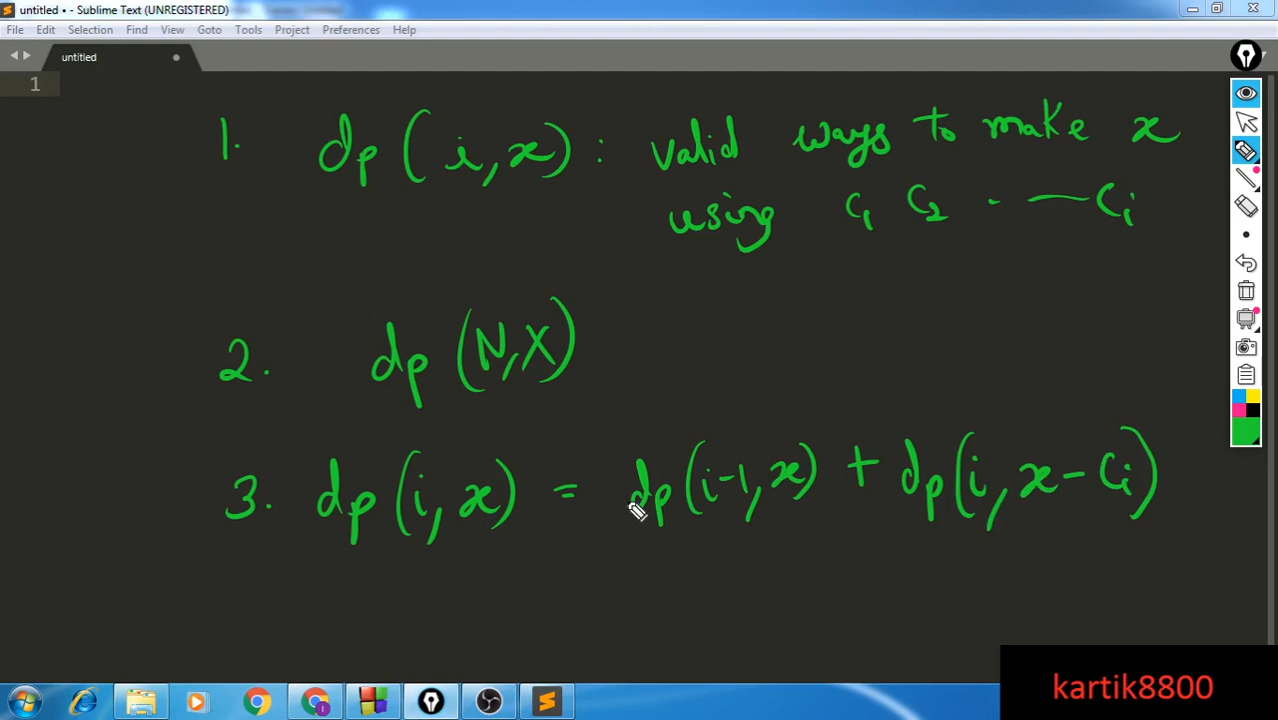 untitled • - Sublime Text (UNREGISTERED)
File Edit Selection Find View Goto Tools Project Preferences Help
untitled
1
1. dp(i,x): valid ways to make x
using C1 C2 . — Ci
2. dp(N,X)
3. dp(i,x) = dp(i-1,x) + dp(i,x-Ci)
kartik8800